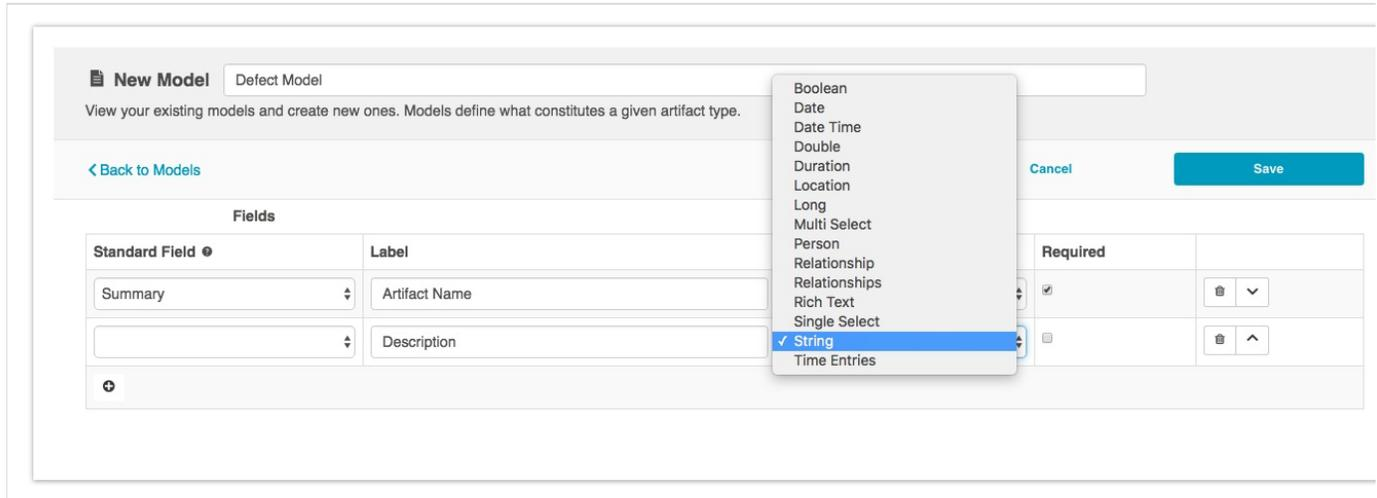 New Model
Defect Model
View your existing models and create new ones. Models define what constitutes a given artifact type.
Back to Models
Cancel
Save
Fields
Standard Field
Label
Required
Summary
Artifact Name
Description
Boolean
Date
Date Time
Double
Duration
Location
Long
Multi Select
Person
Relationship
Relationships
Rich Text
Single Select
✓ String
Time Entries